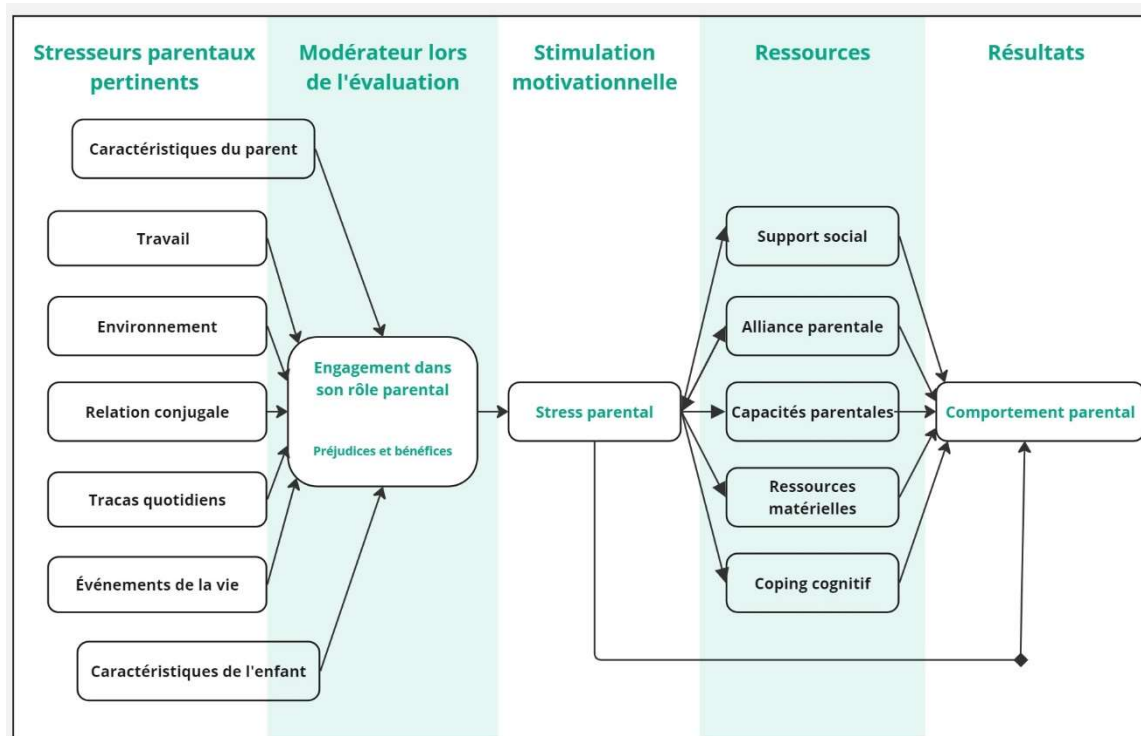 Stresseurs parentaux
pertinents
Modérateur lors
de l'évaluation
Stimulation
motivationnelle
Ressources
Résultats
Caractéristiques du parent
Travail
Environnement
Relation conjugale
Tracas quotidiens
Événements de la vie
Caractéristiques de l'enfant
Engagement dans
son rôle parental
Préjudices et bénéfices
Stress parental
Support social
Alliance parentale
Capacités parentales
Ressources
matérielles
Coping cognitif
Comportement parental